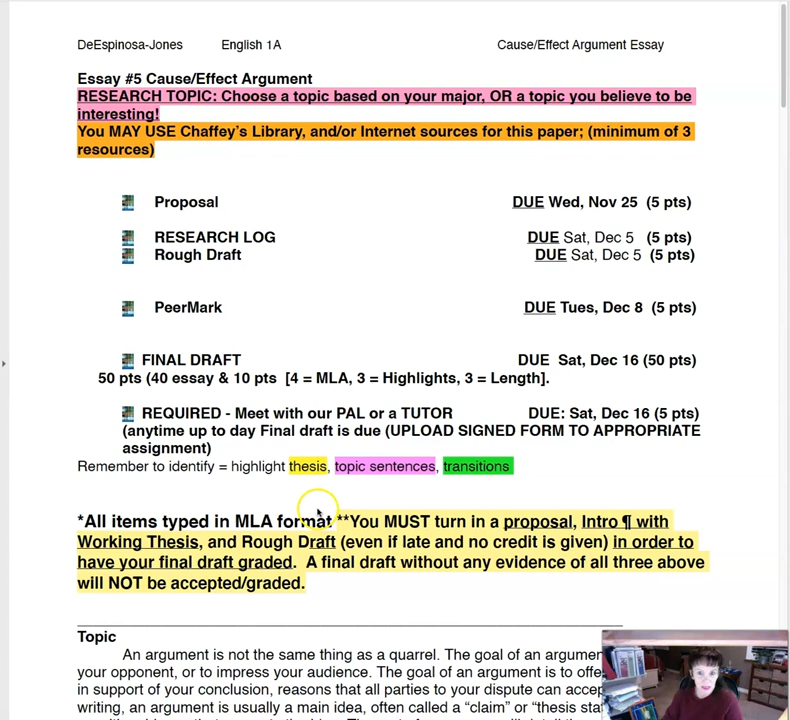 DeEspinosa-Jones English 1A Cause/Effect Argument Essay
Essay #5 Cause/Effect Argument
RESEARCH TOPIC: Choose a topic based on your major, OR a topic you believe to be
interesting!
You MAY USE Chaffey's Library, and/or Internet sources for this paper; (minimum of 3
resources)
Proposal DUE Wed, Nov 25 (5 pts)
RESEARCH LOG DUE Sat, Dec 5 (5 pts)
Rough Draft DUE Sat, Dec 5 (5 pts)
PeerMark DUE Tues, Dec 8 (5 pts)
FINAL DRAFT DUE Sat, Dec 16 (50 pts)
50 pts (40 essay & 10 pts [4 = MLA, 3 = Highlights, 3 = Length].
REQUIRED - Meet with our PAL or a TUTOR DUE: Sat, Dec 16 (5 pts)
(anytime up to day Final draft is due (UPLOAD SIGNED FORM TO APPROPRIATE
assignment)
Remember to identify = highlight thesis, topic sentences, transitions
*All items typed in MLA format **You MUST turn in a proposal, Intro ¶ with
Working Thesis, and Rough Draft (even if late and no credit is given) in order to
have your final draft graded. A final draft without any evidence of all three above
will NOT be accepted/graded.
Topic
An argument is not the same thing as a quarrel. The goal of an argumen
your opponent, or to impress your audience. The goal of an argument is to offe
in support of your conclusion, reasons that all parties to your dispute can accep
writing, an argument is usually a main idea, often called a "claim" or "thesis sta